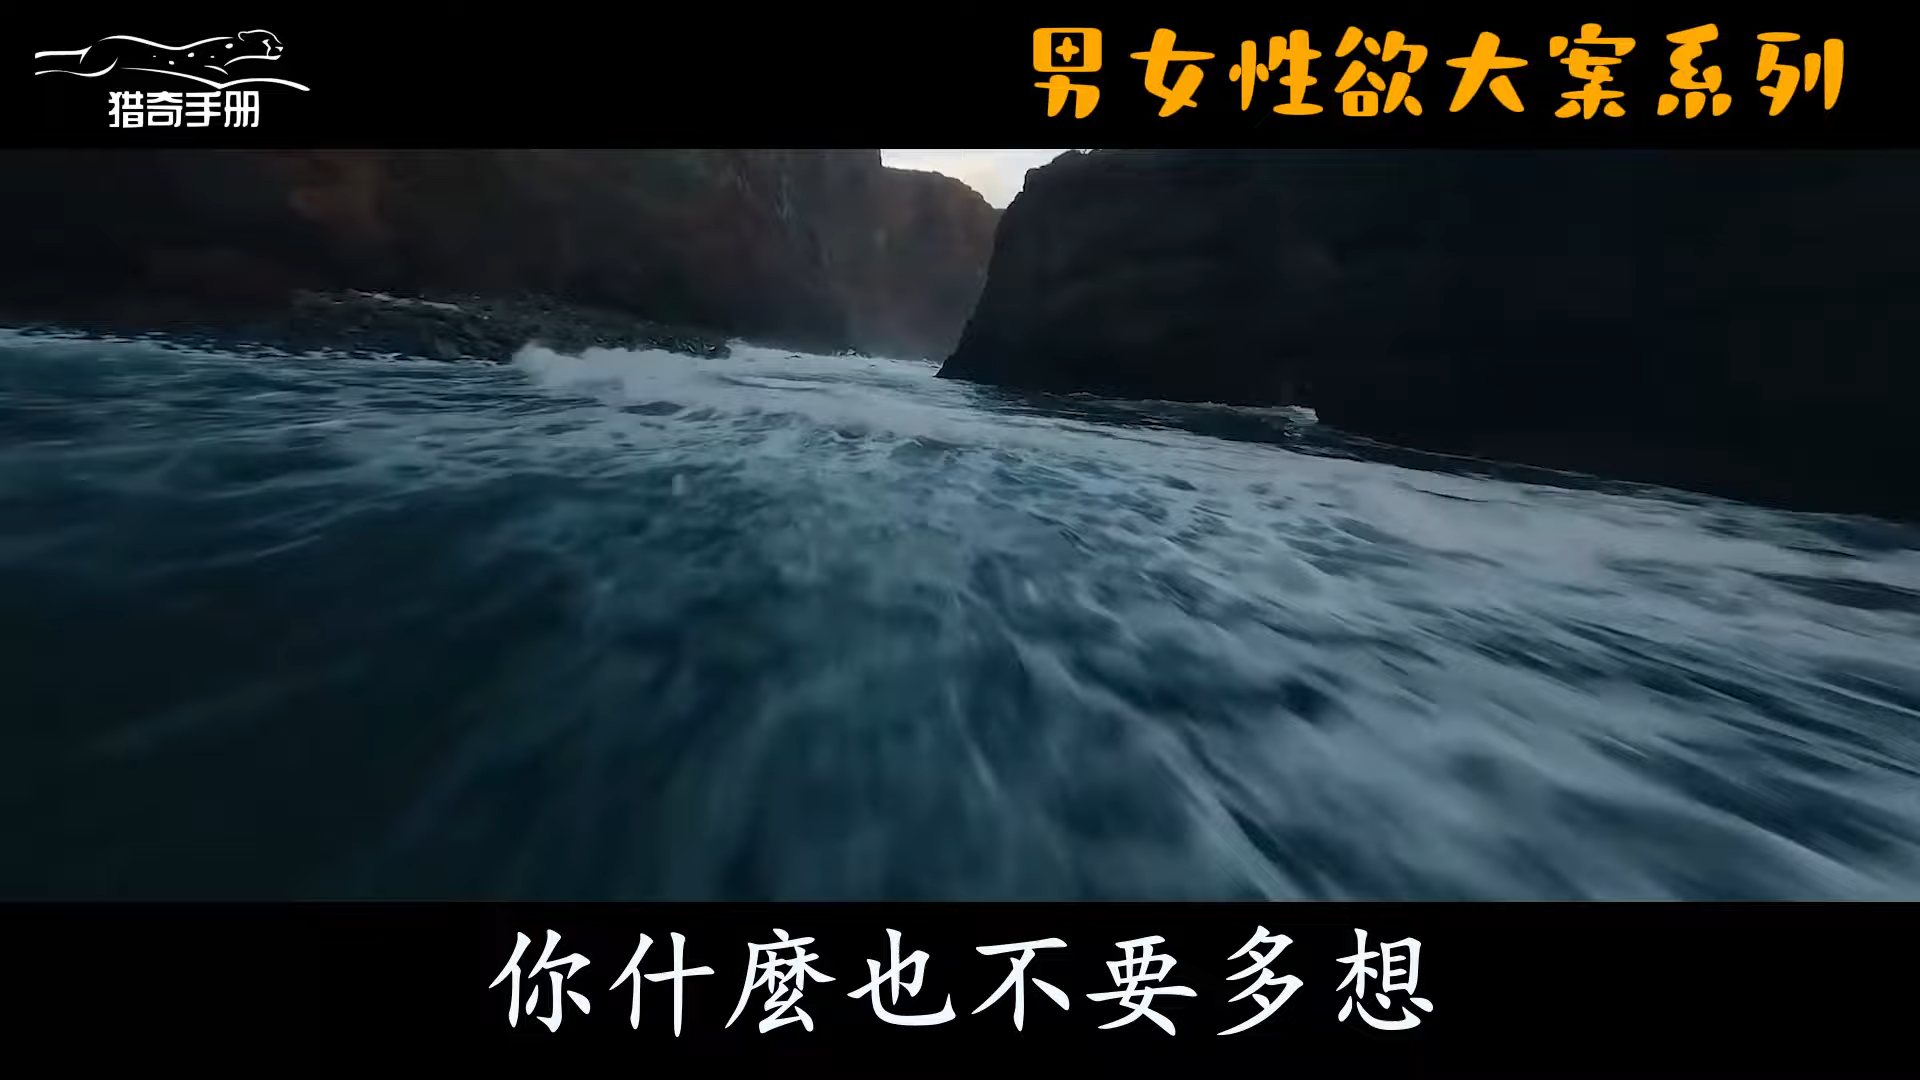 猎奇手册
男女性欲大案系列
你什麼也不要多想